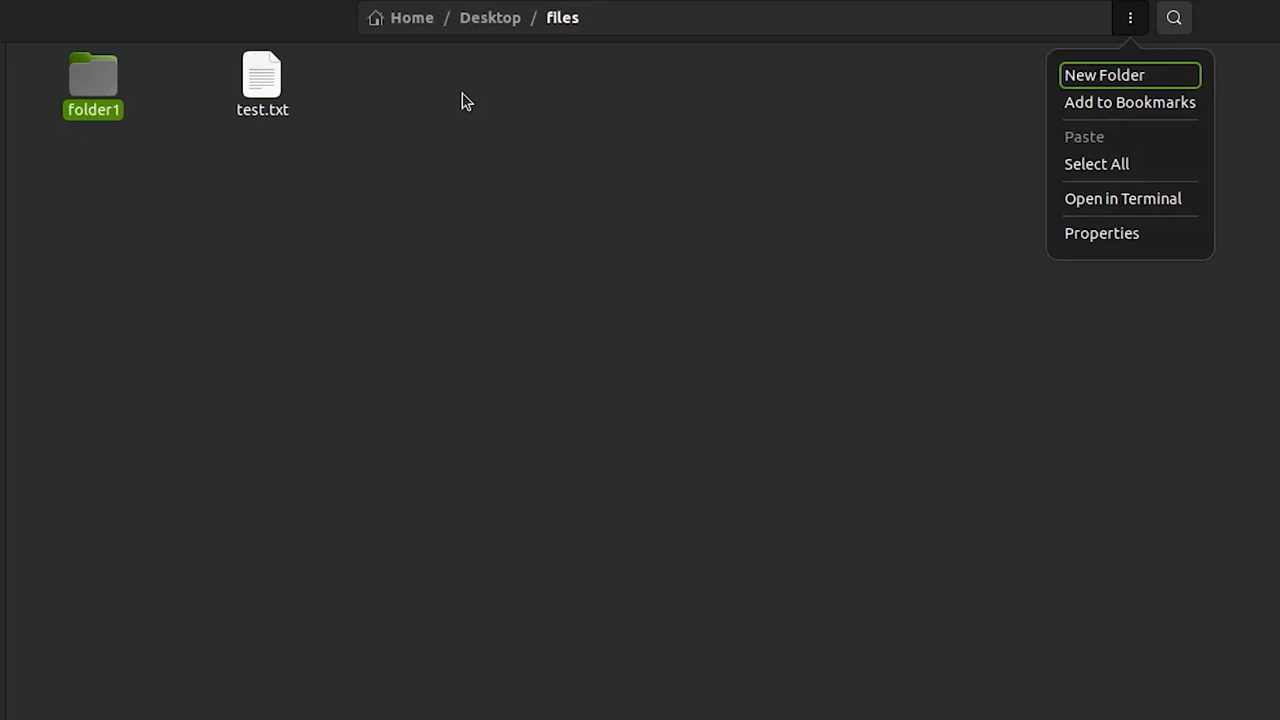 Home / Desktop / files
folder1
test.txt
New Folder
Add to Bookmarks
Paste
Select All
Open in Terminal
Properties